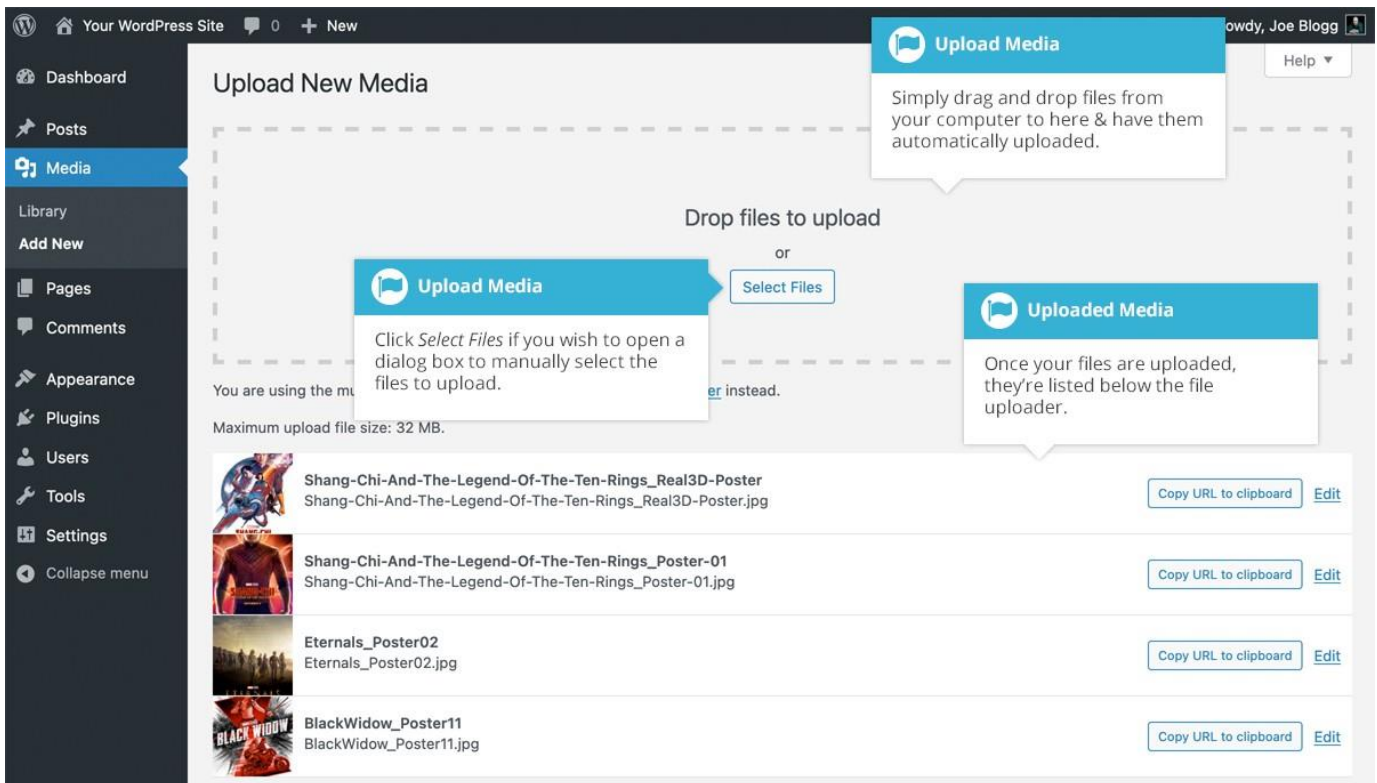 Your WordPress Site 0 + New
owdy, Joe Blogg
Help ▼
Dashboard
Posts
Media
Library
Add New
Pages
Comments
Appearance
Plugins
Users
Tools
Settings
Collapse menu
Upload New Media
Upload Media
Simply drag and drop files from
your computer to here & have them
automatically uploaded.
Drop files to upload
or
Select Files
Upload Media
Click Select Files if you wish to open a
dialog box to manually select the
files to upload.
Uploaded Media
Once your files are uploaded,
they’re listed below the file
uploader.
You are using the mu er instead.
Maximum upload file size: 32 MB.
Shang-Chi-And-The-Legend-Of-The-Ten-Rings_Real3D-Poster
Shang-Chi-And-The-Legend-Of-The-Ten-Rings_Real3D-Poster.jpg
Copy URL to clipboard Edit
Shang-Chi-And-The-Legend-Of-The-Ten-Rings_Poster-01
Shang-Chi-And-The-Legend-Of-The-Ten-Rings_Poster-01.jpg
Copy URL to clipboard Edit
Eternals_Poster02
Eternals_Poster02.jpg
Copy URL to clipboard Edit
BLACK WIDOW
BlackWidow_Poster11
BlackWidow_Poster11.jpg
Copy URL to clipboard Edit